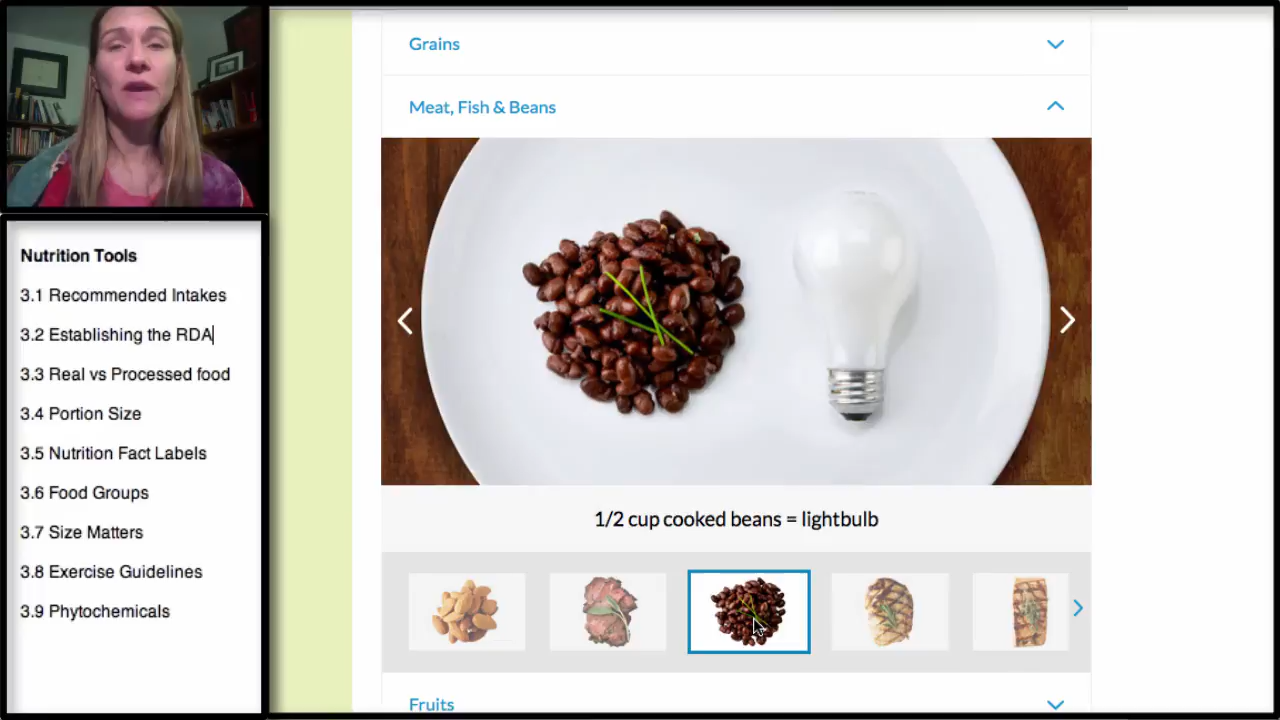 Nutrition Tools
3.1 Recommended Intakes
3.2 Establishing the RDA
3.3 Real vs Processed food
3.4 Portion Size
3.5 Nutrition Fact Labels
3.6 Food Groups
3.7 Size Matters
3.8 Exercise Guidelines
3.9 Phytochemicals
Grains
Meat, Fish & Beans
1/2 cup cooked beans = lightbulb
Fruits